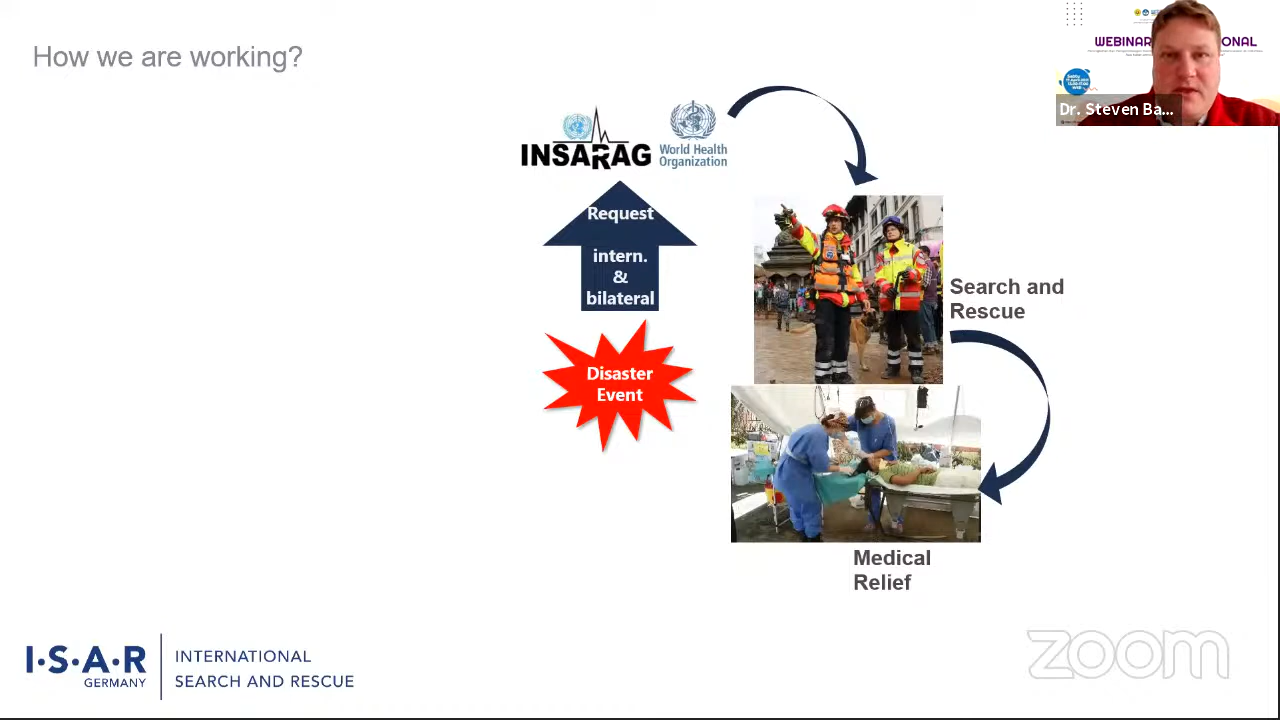 How we are working?
WEBINAR
ONAL
Dr. Steven Ba...
INSARAG
World Health
Organization
Request
intern.
&
bilateral
Search and
Rescue
Disaster
Event
Medical
Relief
I·S·A·R
GERMANY
INTERNATIONAL
SEARCH AND RESCUE
zoom